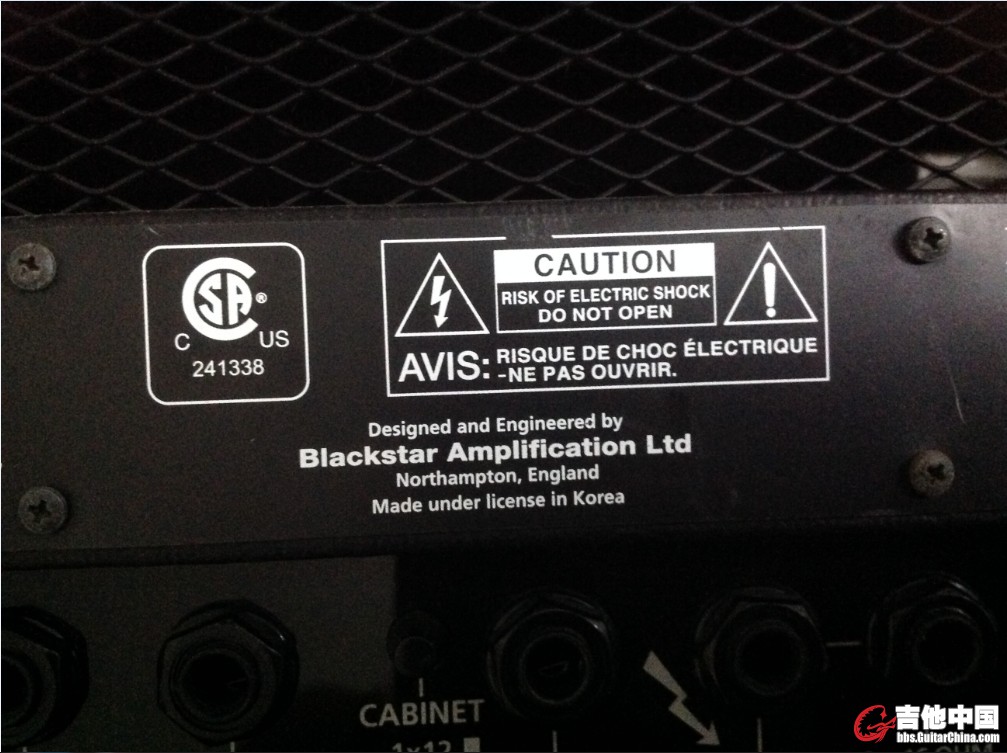 CSA®
C US
241338
CAUTION
RISK OF ELECTRIC SHOCK
DO NOT OPEN
AVIS: RISQUE DE CHOC ÉLECTRIQUE
-NE PAS OUVRIR.
Designed and Engineered by
Blackstar Amplification Ltd
Northampton, England
Made under license in Korea
CABINET
1x12
吉他中国
bbs.GuitarChina.com